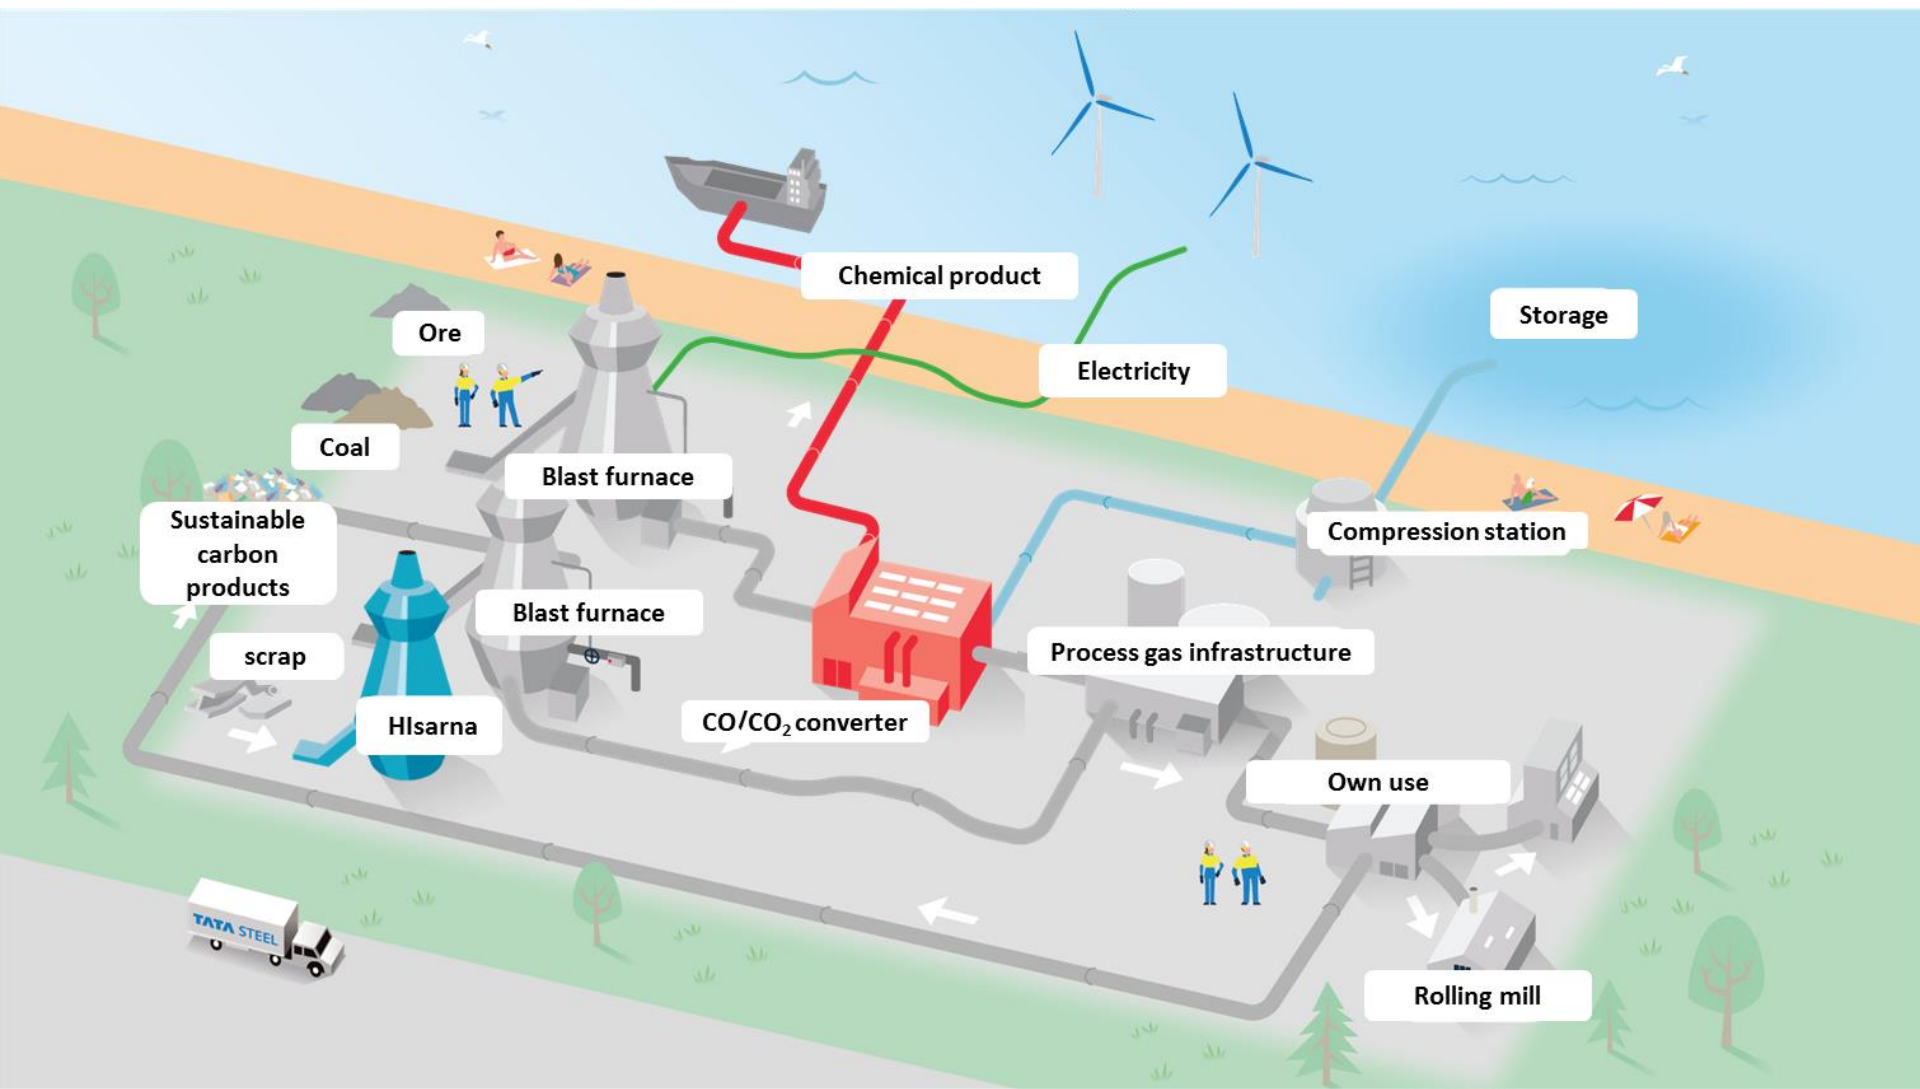 Chemical product
Storage
Ore
Electricity
Coal
Blast furnace
Sustainable
carbon
products
Compression station
Blast furnace
scrap
Process gas infrastructure
HIsarna
CO/CO₂ converter
Own use
TATA STEEL
Rolling mill